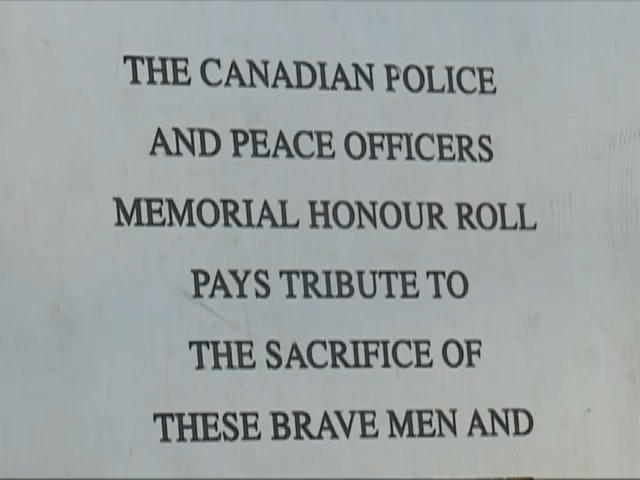 THE CANADIAN POLICE
AND PEACE OFFICERS
MEMORIAL HONOUR ROLL
PAYS TRIBUTE TO
THE SACRIFICE OF
THESE BRAVE MEN AND